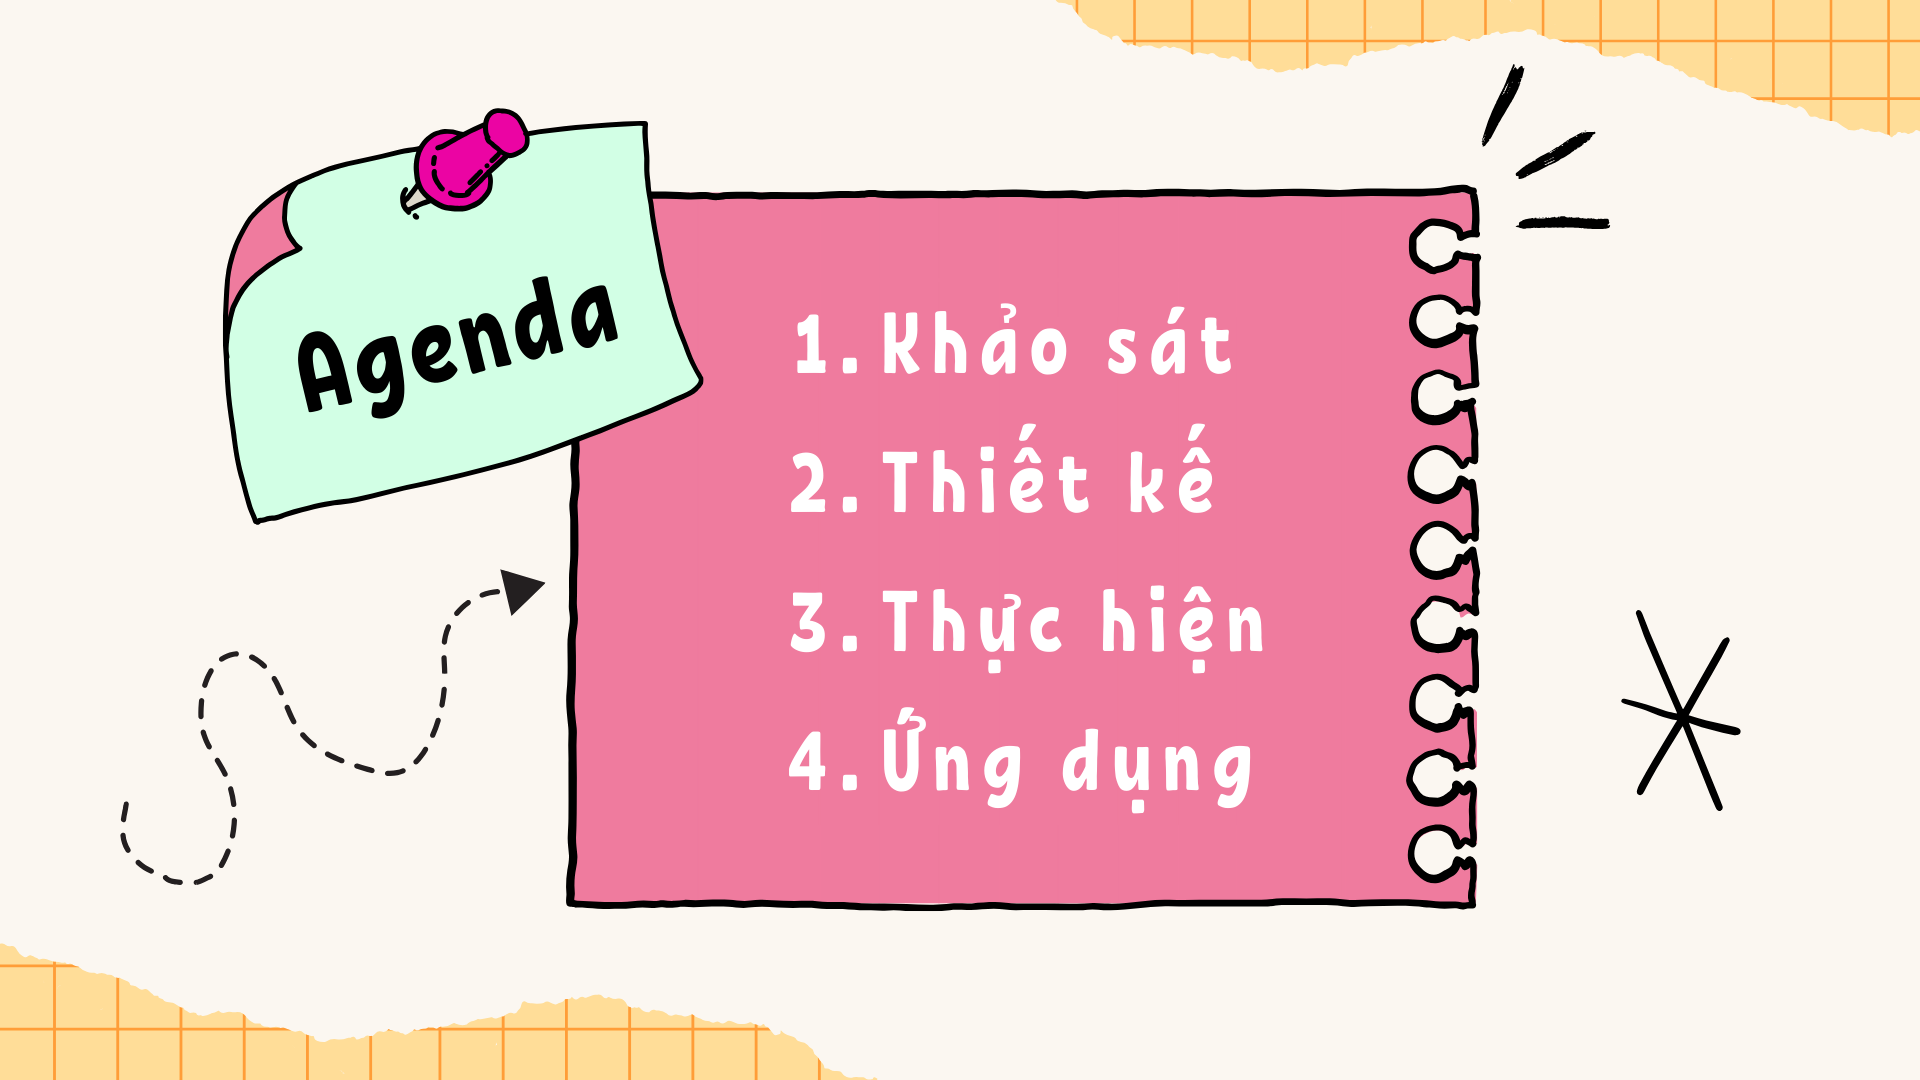 Agenda
1. Khảo sát
2. Thiết kế
3. Thực hiện
4. Ứng dụng